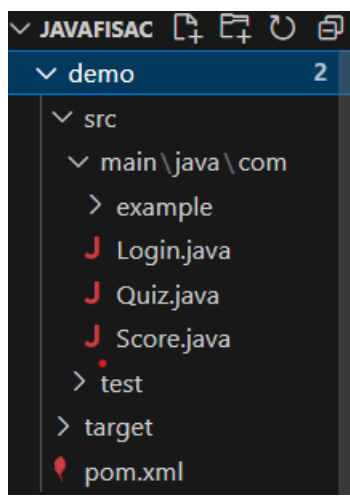 JAVAFISAC
demo 2
src
main\java\com
example
J Login.java
J Quiz.java
J Score.java
test
target
pom.xml